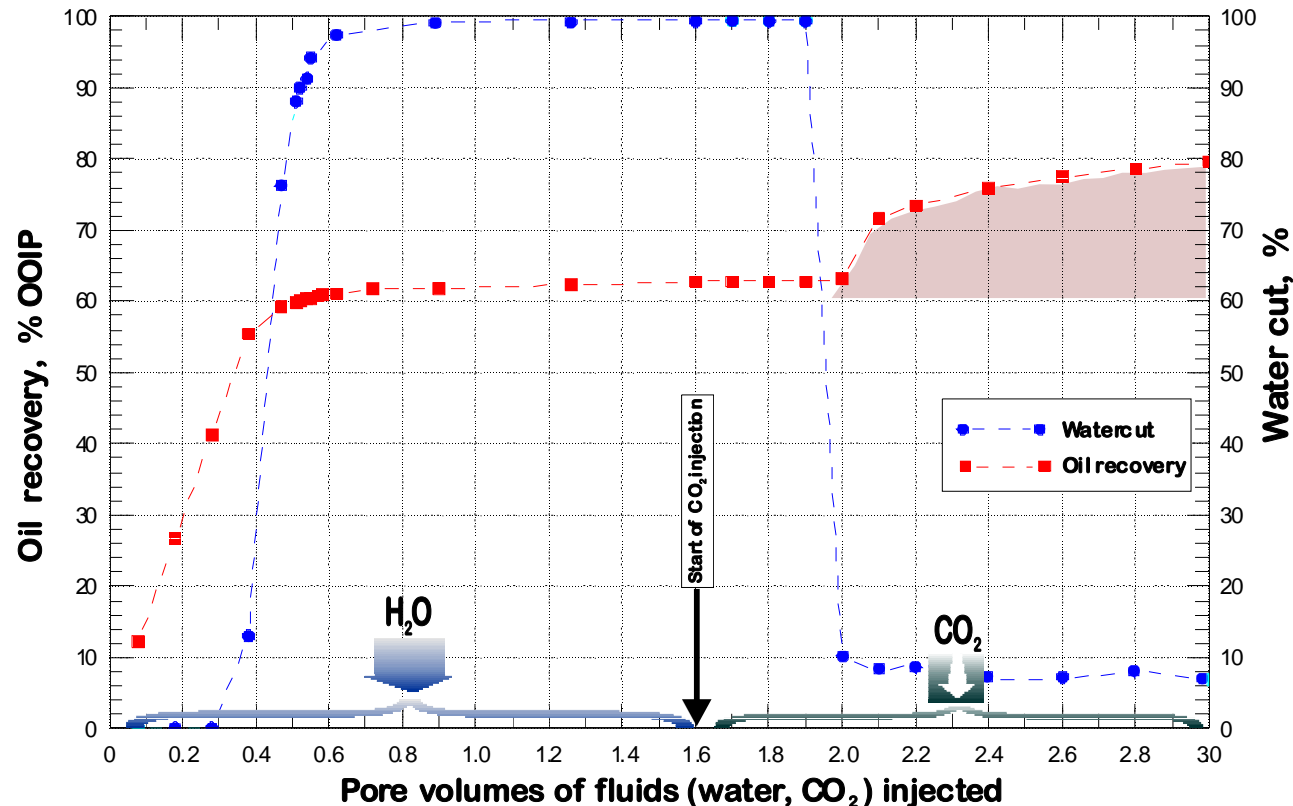 Oil recovery, % OOIP
100
90
80
70
60
50
40
30
20
10
0
100
90
80
70
60
50
40
30
20
10
0
Water cut, %
Watercut
Oil recovery
Start of CO₂ injection
H₂O
CO₂
0 0.2 0.4 0.6 0.8 1.0 1.2 1.4 1.6 1.8 2.0 2.2 2.4 2.6 2.8 30
Pore volumes of fluids (water, CO₂) injected